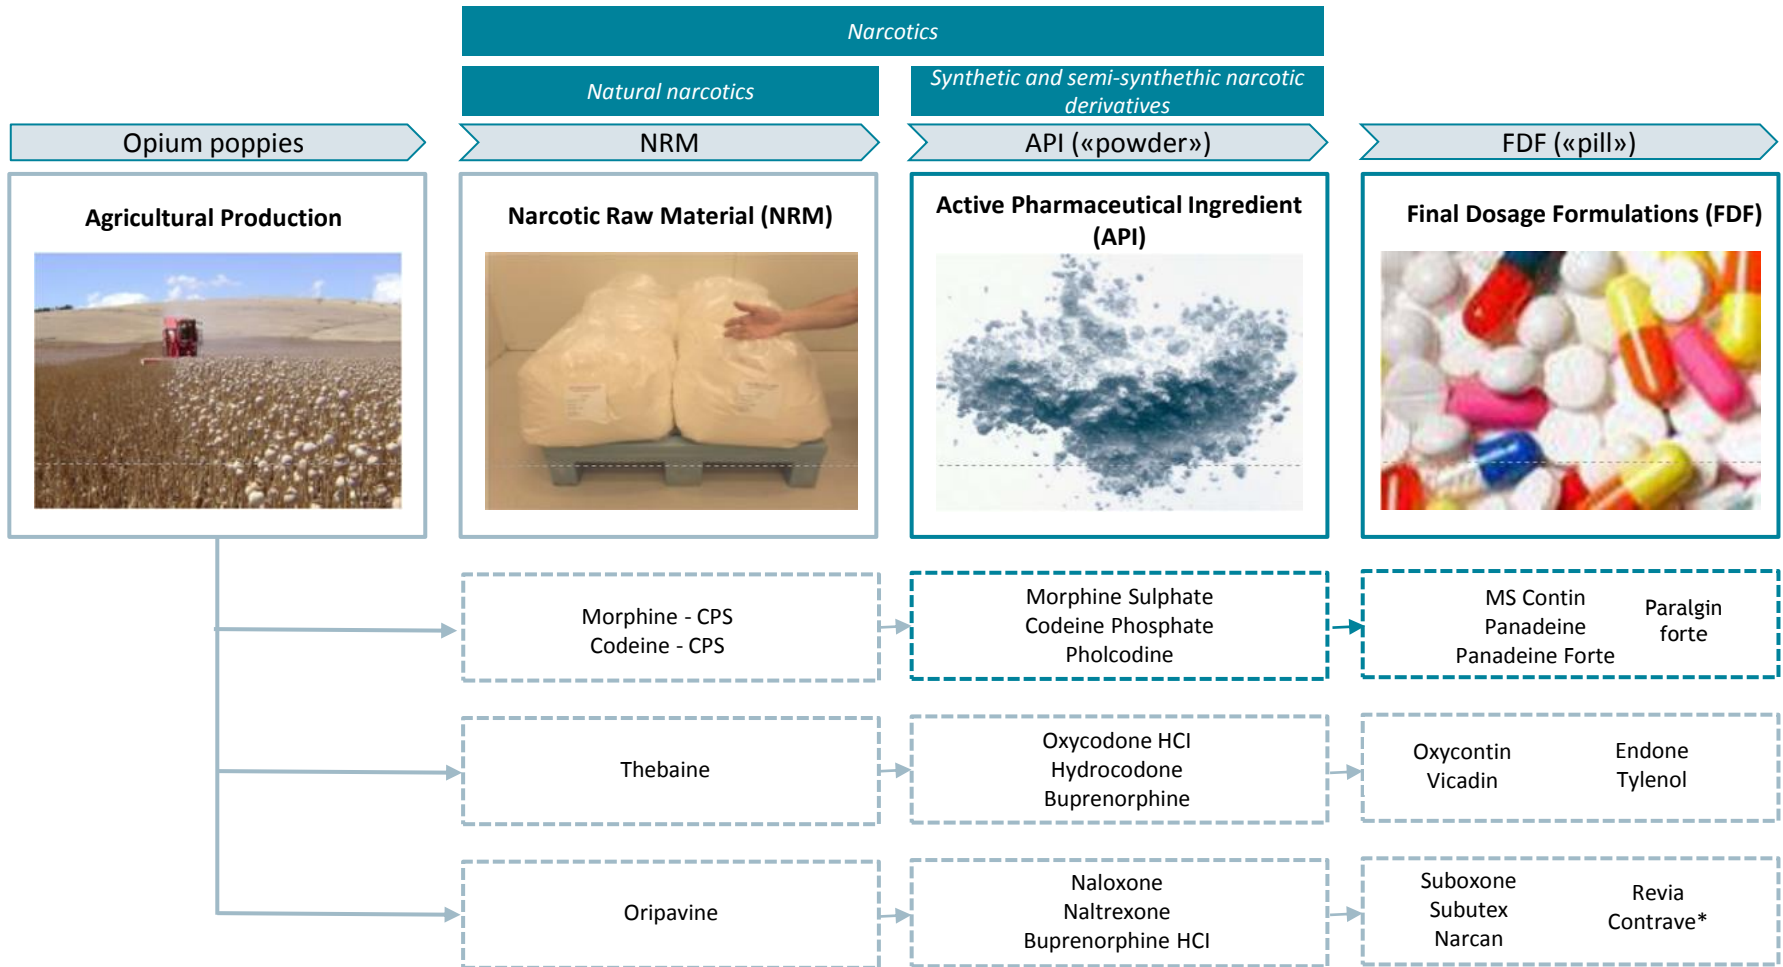 Narcotics
Natural narcotics
Synthetic and semi-synthethic narcotic
derivatives
Opium poppies
NRM
API («powder»)
FDF («pill»)
Agricultural Production
Narcotic Raw Material (NRM)
Active Pharmaceutical Ingredient
(API)
Final Dosage Formulations (FDF)
Morphine - CPS
Codeine - CPS
Morphine Sulphate
Codeine Phosphate
Pholcodine
MS Contin
Panadeine
Panadeine Forte
Paralgin
forte
Thebaine
Oxycodone HCI
Hydrocodone
Buprenorphine
Oxycontin
Vicadin
Endone
Tylenol
Oripavine
Naloxone
Naltrexone
Buprenorphine HCI
Suboxone
Subutex
Narcan
Revia
Contrave*